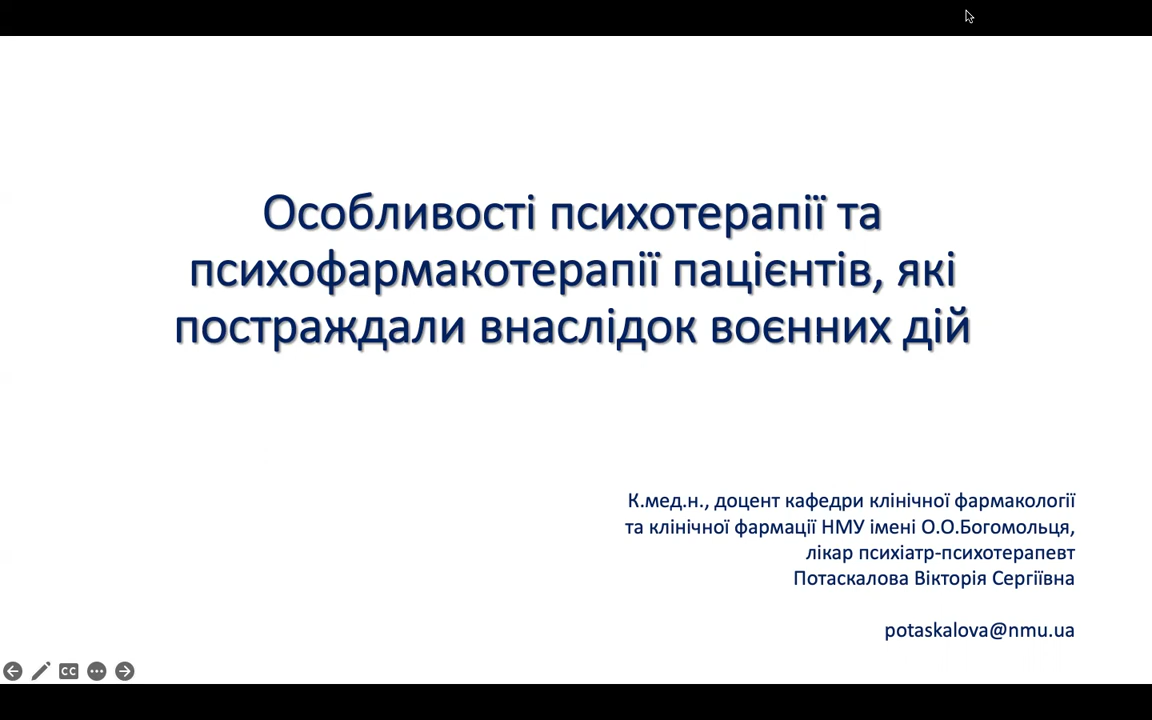 Особливості психотерапії та
психофармакотерапії пацієнтів, які
постраждали внаслідок воєнних дій
К.мед.н., доцент кафедри клінічної фармакології
та клінічної фармації НМУ імені О.О.Богомольця,
лікар психіатр-психотерапевт
Потаскалова Вікторія Сергіївна
potaskalova@nmu.ua
CC